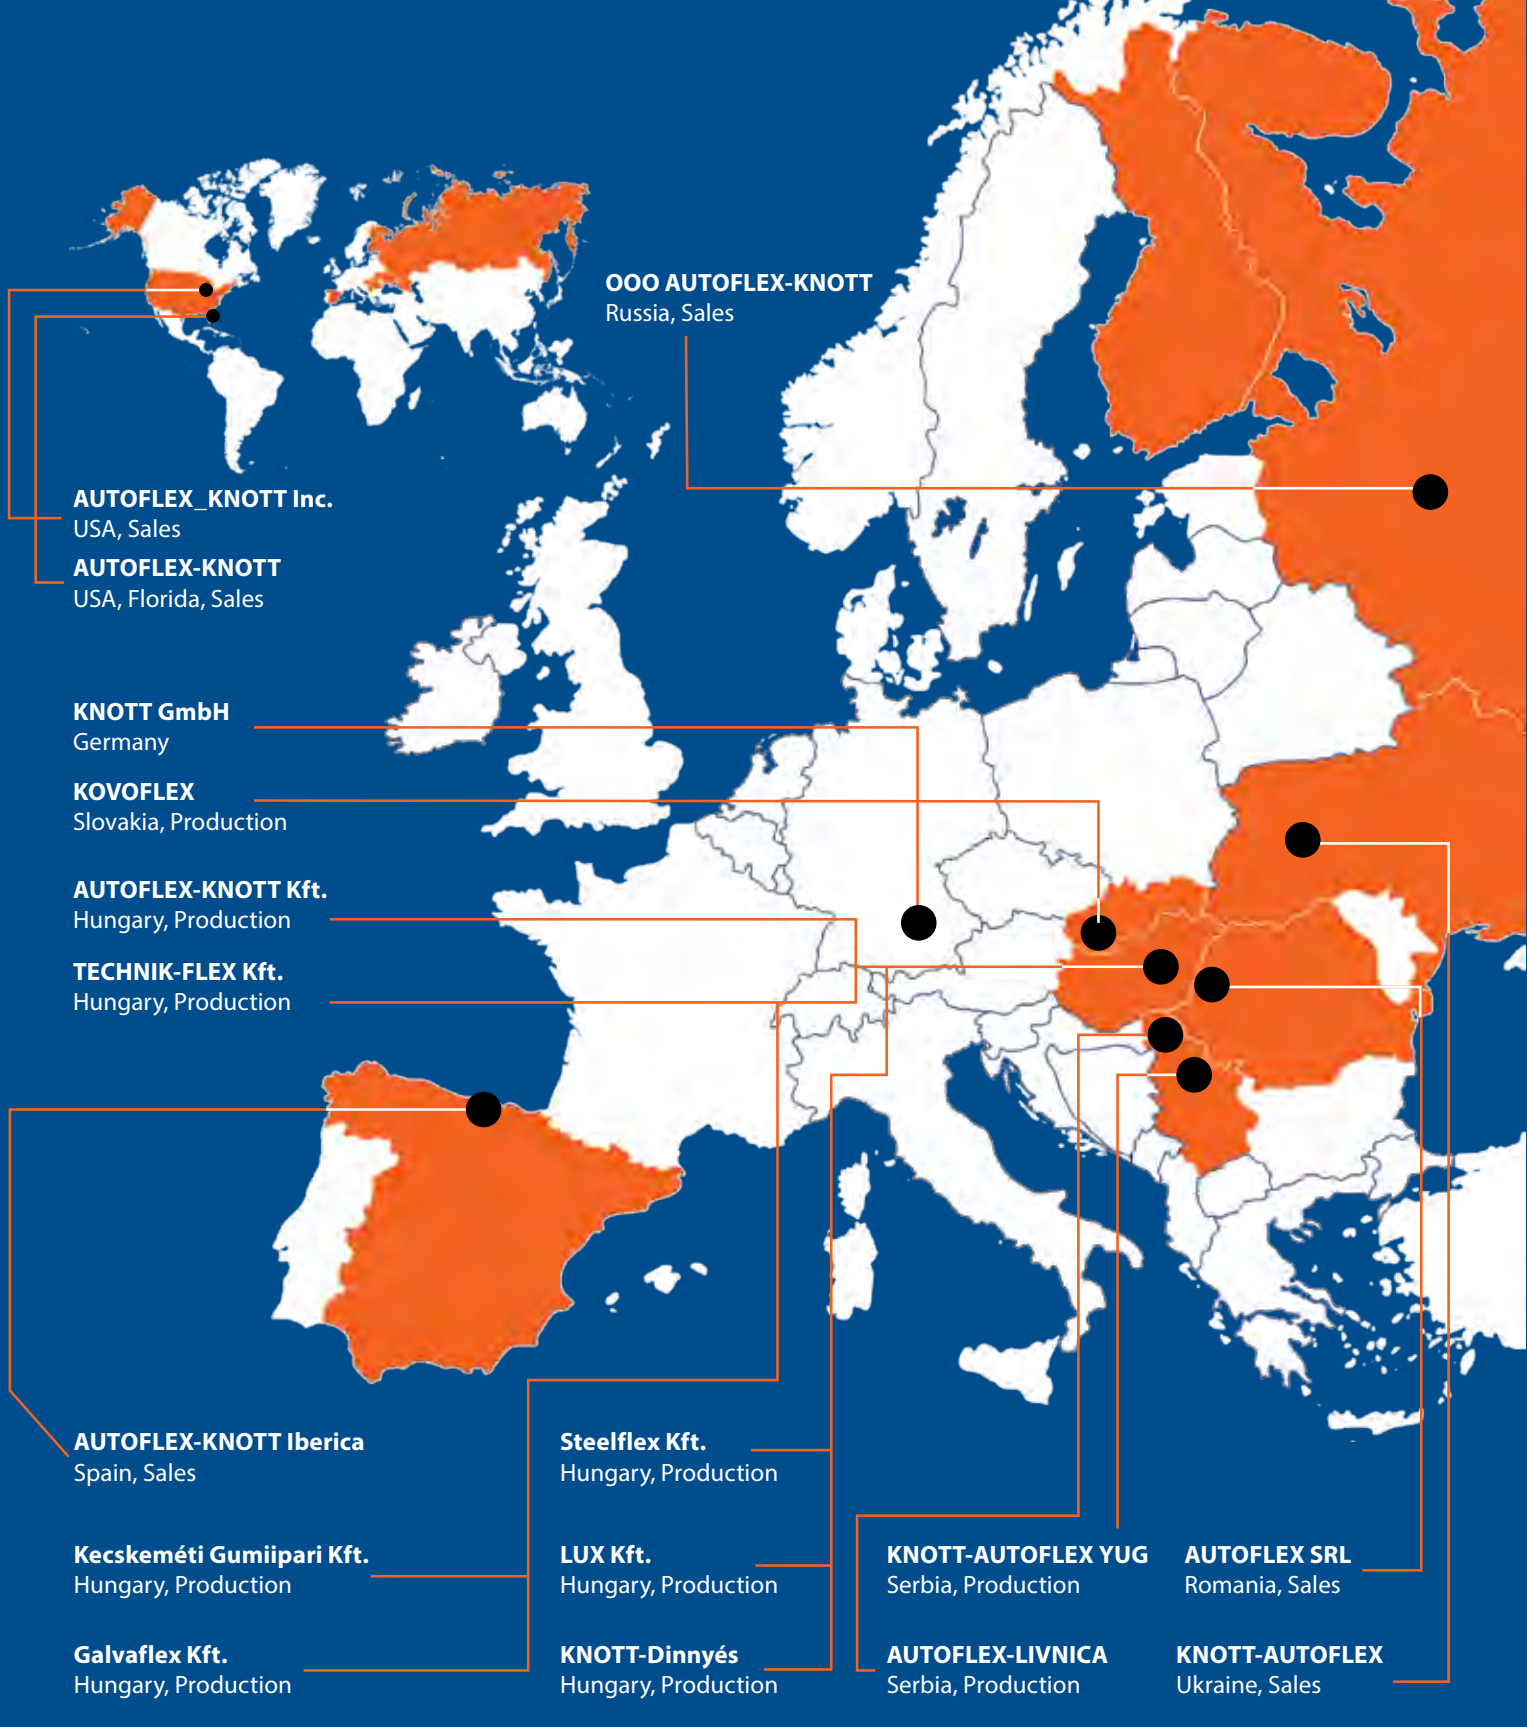 OOO AUTOFLEX-KNOTT
Russia, Sales
AUTOFLEX_KNOTT Inc.
USA, Sales
AUTOFLEX-KNOTT
USA, Florida, Sales
KNOTT GmbH
Germany
KOVOFLEX
Slovakia, Production
AUTOFLEX-KNOTT Kft.
Hungary, Production
TECHNIK-FLEX Kft.
Hungary, Production
AUTOFLEX-KNOTT Iberica
Spain, Sales
Steelflex Kft.
Hungary, Production
Kecskeméti Gumiipari Kft.
Hungary, Production
LUX Kft.
Hungary, Production
KNOTT-AUTOFLEX YUG
Serbia, Production
AUTOFLEX SRL
Romania, Sales
Galvaflex Kft.
Hungary, Production
KNOTT-Dinnyés
Hungary, Production
AUTOFLEX-LIVNICA
Serbia, Production
KNOTT-AUTOFLEX
Ukraine, Sales